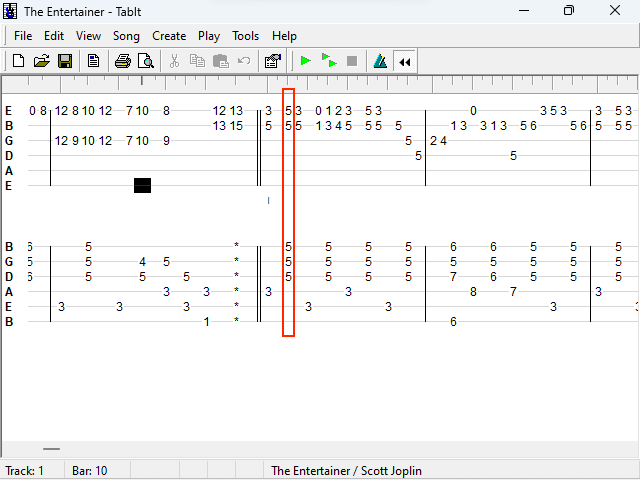 The Entertainer - TabIt
File Edit View Song Create Play Tools Help
E 0 8 12 8 10 12 7 10 8 12 13 3 5 3 0 1 2 3 5 3 0 3 5 3 3 5 3
B 13 15 5 5 5 1 3 4 5 5 5 5 1 3 3 1 3 5 6 5 6 5 5 5
G 12 9 10 12 7 10 9 5 2 4
D 5 5
A
E
B 6 5 * 5 5 5 5 6 6 5 5 5
G 5 5 4 5 * 5 5 5 5 5 5 5 5 5
D 6 5 5 5 * 5 5 5 5 7 6 5 5 5
A 3 3 * 3 3 8 7 3
E 3 3 3 * 3 3 3
B 1 * 6
Track: 1 Bar: 10 The Entertainer / Scott Joplin